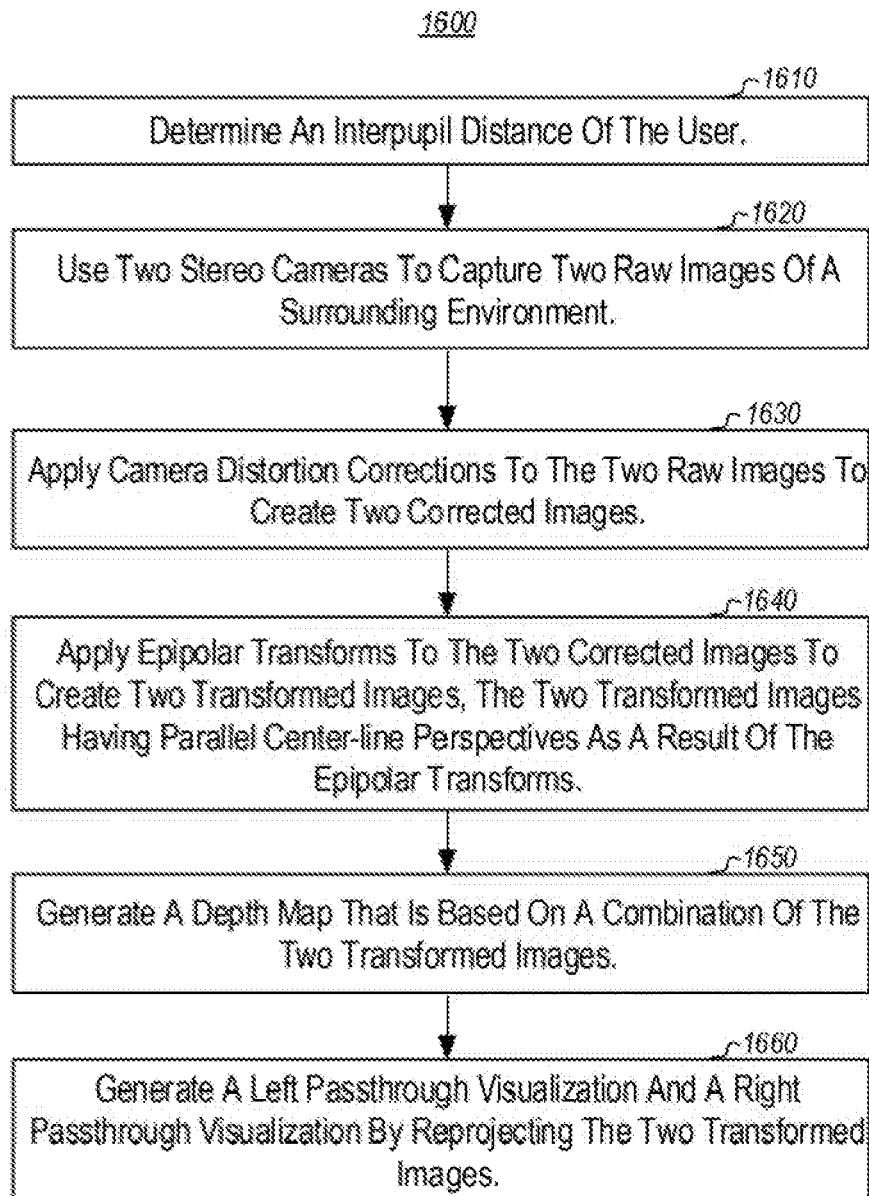 1600
1610
Determine An Interpupil Distance Of The User.
1620
Use Two Stereo Cameras To Capture Two Raw Images Of A
Surrounding Environment.
1630
Apply Camera Distortion Corrections To The Two Raw Images To
Create Two Corrected Images.
1640
Apply Epipolar Transforms To The Two Corrected Images To
Create Two Transformed Images, The Two Transformed Images
Having Parallel Center-line Perspectives As A Result Of The
Epipolar Transforms.
1650
Generate A Depth Map That Is Based On A Combination Of The
Two Transformed Images.
1660
Generate A Left Passthrough Visualization And A Right
Passthrough Visualization By Reprojecting The Two Transformed
Images.